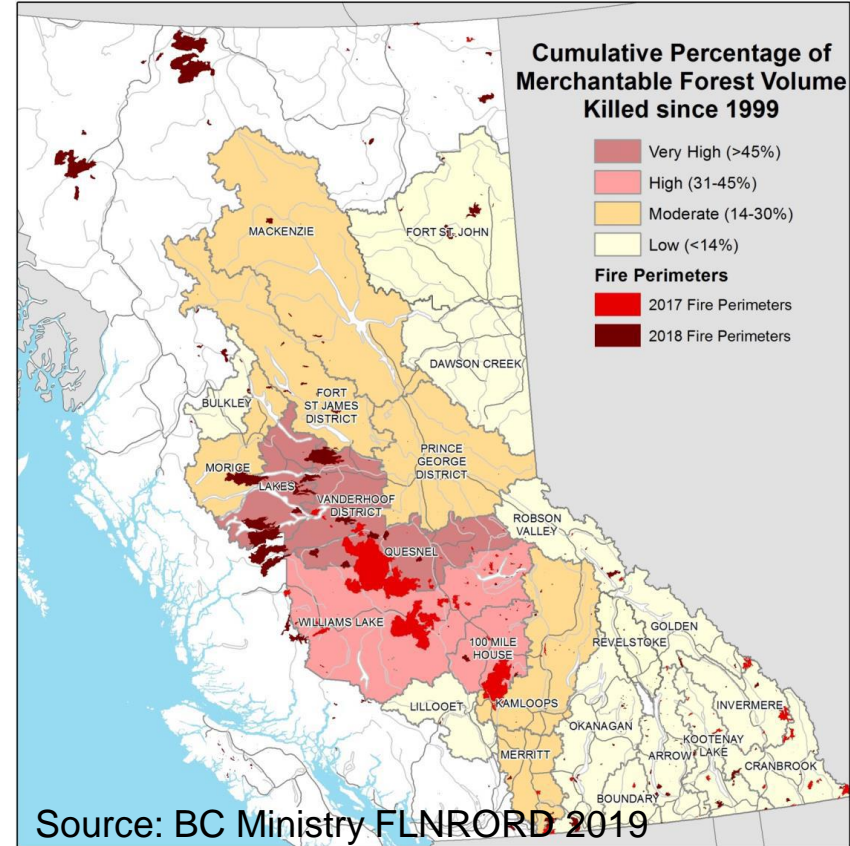 Cumulative Percentage of
Merchantable Forest Volume
Killed since 1999
Very High (>45%)
High (31-45%)
Moderate (14-30%)
Low (<14%)
Fire Perimeters
2017 Fire Perimeters
2018 Fire Perimeters
MACKENZIE
FORT ST. JOHN
DAWSON CREEK
BULKLEY
FORT
ST JAMES
DISTRICT
PRINCE
GEORGE
DISTRICT
MORICE
LAKES
VANDERHOOF
DISTRICT
ROBSON
VALLEY
QUESNEL
WILLIAMS LAKE
100 MILE
HOUSE
GOLDEN
REVELSTOKE
LILLOOET
KAMLOOPS
INVERMERE
OKANAGAN
KOOTENAY
LAKE
ARROW
MERRITT
CRANBROOK
BOUNDARY
Source: BC Ministry FLNRORD 2019